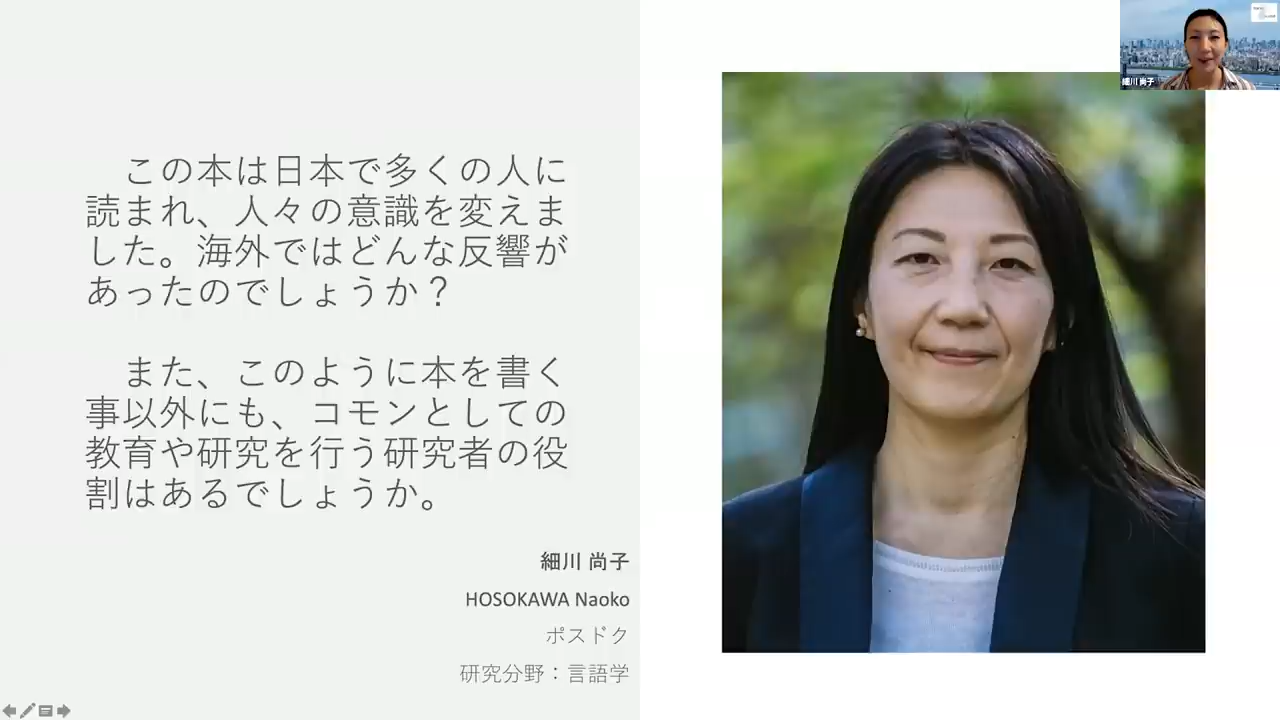 この本は日本で多くの人に
読まれ、人々の意識を変えま
した。海外ではどんな反響が
あったのでしょうか？
また、このように本を書く
事以外にも、コモンとしての
教育や研究を行う研究者の役
割はあるでしょうか。
細川 尚子
HOSOKAWA Naoko
ポスドク
研究分野：言語学
細川 尚子